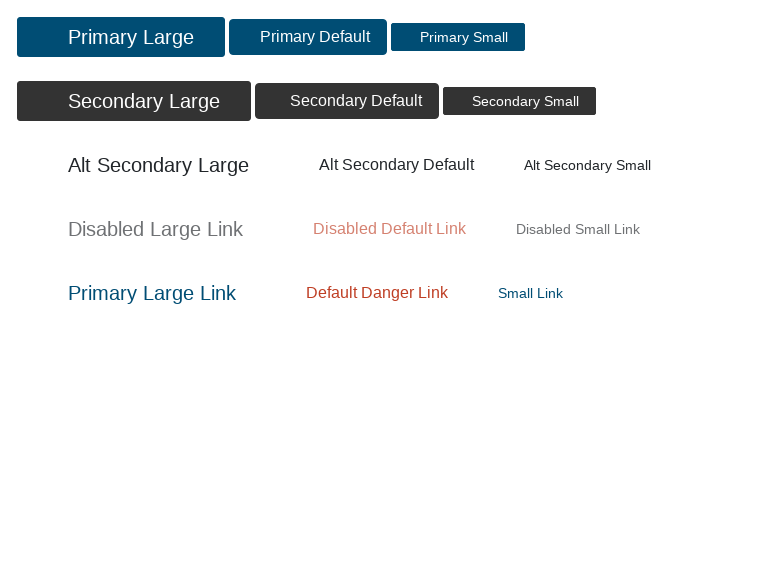 Primary Large Primary Default Primary Small
Secondary Large Secondary Default Secondary Small
Alt Secondary Large Alt Secondary Default Alt Secondary Small
Disabled Large Link Disabled Default Link Disabled Small Link
Primary Large Link Default Danger Link Small Link